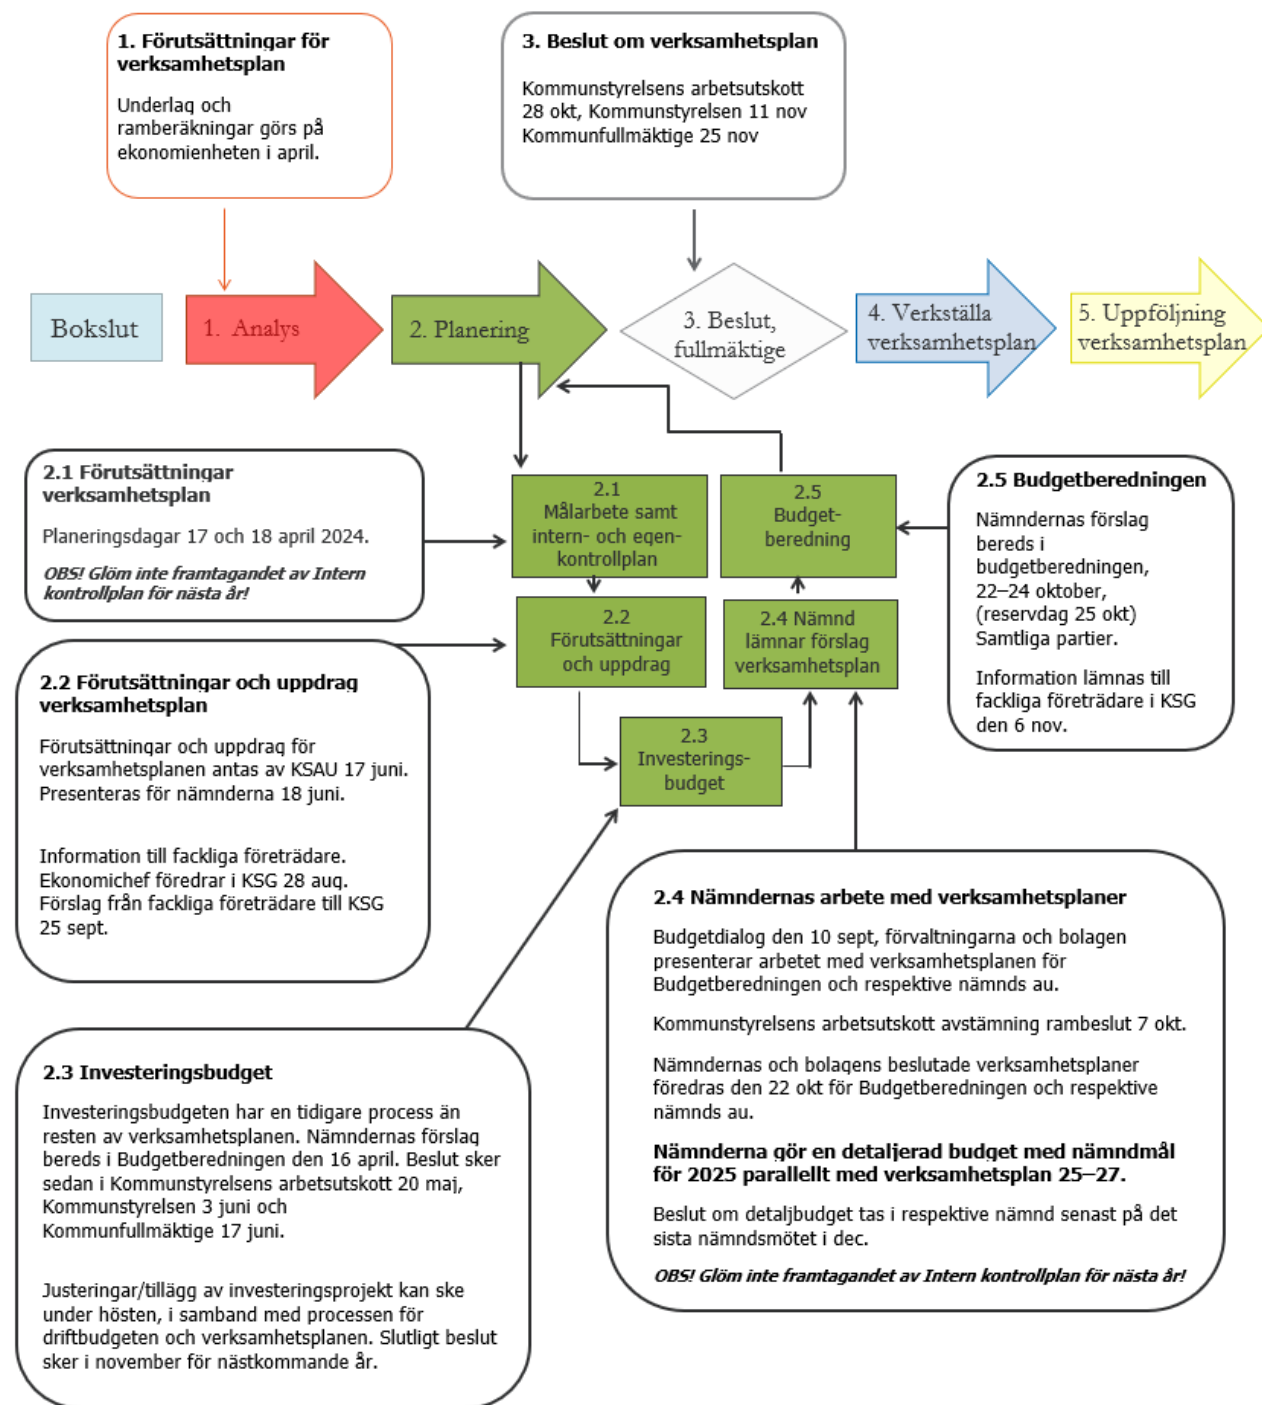 1. Förutsättningar för
verksamhetsplan
Underlag och
ramberäkningar görs på
ekonomienheten i april.
3. Beslut om verksamhetsplan
Kommunstyrelsens arbetsutskott
28 okt, Kommunstyrelsen 11 nov
Kommunfullmäktige 25 nov
Bokslut
1. Analys
2. Planering
3. Beslut,
fullmäktige
4. Verkställa
verksamhetsplan
5. Uppföljning
verksamhetsplan
2.1 Förutsättningar
verksamhetsplan
Planeringsdagar 17 och 18 april 2024.
OBS! Glöm inte framtagandet av Intern
kontrollplan för nästa år!
2.1
Målarbete samt
intern- och egen-
kontrollplan
2.5
Budget-
beredning
2.5 Budgetberedningen
Nämndernas förslag
bereds i
budgetberedningen,
22–24 oktober,
(reservdag 25 okt)
Samtliga partier.
Information lämnas till
fackliga företrädare i KSG
den 6 nov.
2.2
Förutsättningar
och uppdrag
2.4 Nämnd
lämnar förslag
verksamhetsplan
2.3
Investerings-
budget
2.2 Förutsättningar och uppdrag
verksamhetsplan
Förutsättningar och uppdrag för
verksamhetsplanen antas av KSAU 17 juni.
Presenteras för nämnderna 18 juni.
Information till fackliga företrädare.
Ekonomichef föredrar i KSG 28 aug.
Förslag från fackliga företrädare till KSG
25 sept.
2.4 Nämndernas arbete med verksamhetsplaner
Budgetdialog den 10 sept, förvaltningarna och bolagen
presenterar arbetet med verksamhetsplanen för
Budgetberedningen och respektive nämnds au.
Kommunstyrelsens arbetsutskott avstämning rambeslut 7 okt.
Nämndernas och bolagens beslutade verksamhetsplaner
föredras den 22 okt för Budgetberedningen och respektive
nämnds au.
Nämnderna gör en detaljerad budget med nämndmål
för 2025 parallellt med verksamhetsplan 25–27.
Beslut om detaljbudget tas i respektive nämnd senast på det
sista nämndsmötet i dec.
OBS! Glöm inte framtagandet av Intern kontrollplan för nästa år!
2.3 Investeringsbudget
Investeringsbudgeten har en tidigare process än
resten av verksamhetsplanen. Nämndernas förslag
bereds i Budgetberedningen den 16 april. Beslut sker
sedan i Kommunstyrelsens arbetsutskott 20 maj,
Kommunstyrelsen 3 juni och
Kommunfullmäktige 17 juni.
Justeringar/tillägg av investeringsprojekt kan ske
under hösten, i samband med processen för
driftbudgeten och verksamhetsplanen. Slutligt beslut
sker i november för nästkommande år.